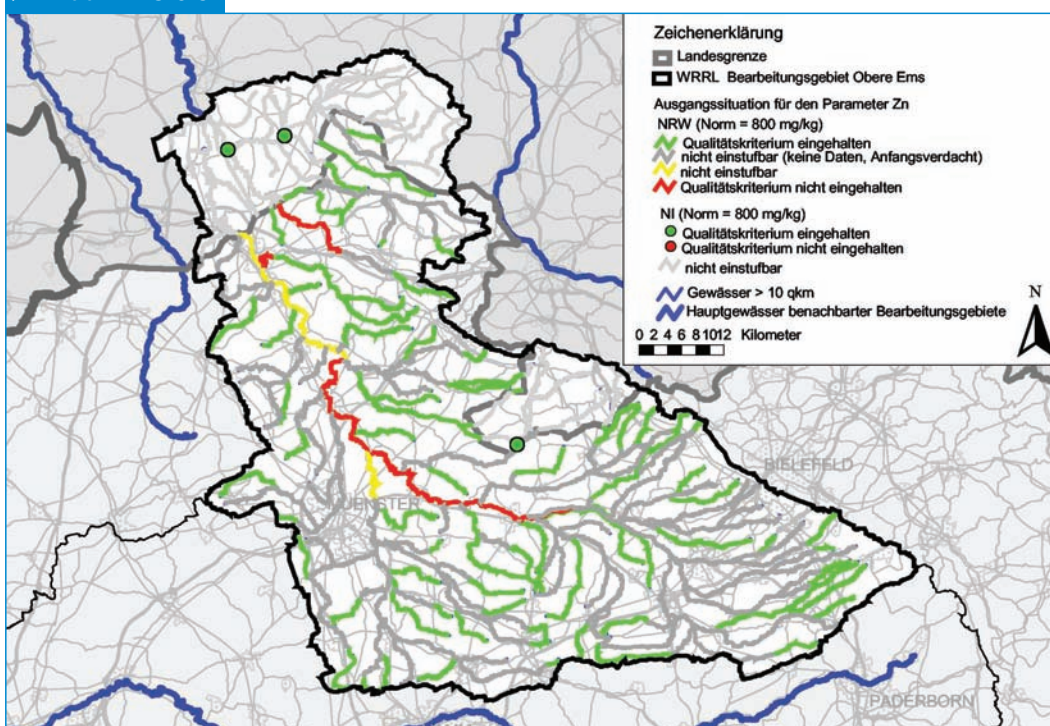 Zeichenerklärung
Landesgrenze
WRRL Bearbeitungsgebiet Obere Ems
Ausgangssituation für den Parameter Zn
NRW (Norm = 800 mg/kg)
Qualitätskriterium eingehalten
nicht einstufbar (keine Daten, Anfangsverdacht)
nicht einstufbar
Qualitätskriterium nicht eingehalten
NI (Norm = 800 mg/kg)
Qualitätskriterium eingehalten
Qualitätskriterium nicht eingehalten
nicht einstufbar
Gewässer > 10 qkm
Hauptgewässer benachbarter Bearbeitungsgebiete
0 2 4 6 8 1012 Kilometer
N
BIELEFELD
MUENSTER
PADERBORN